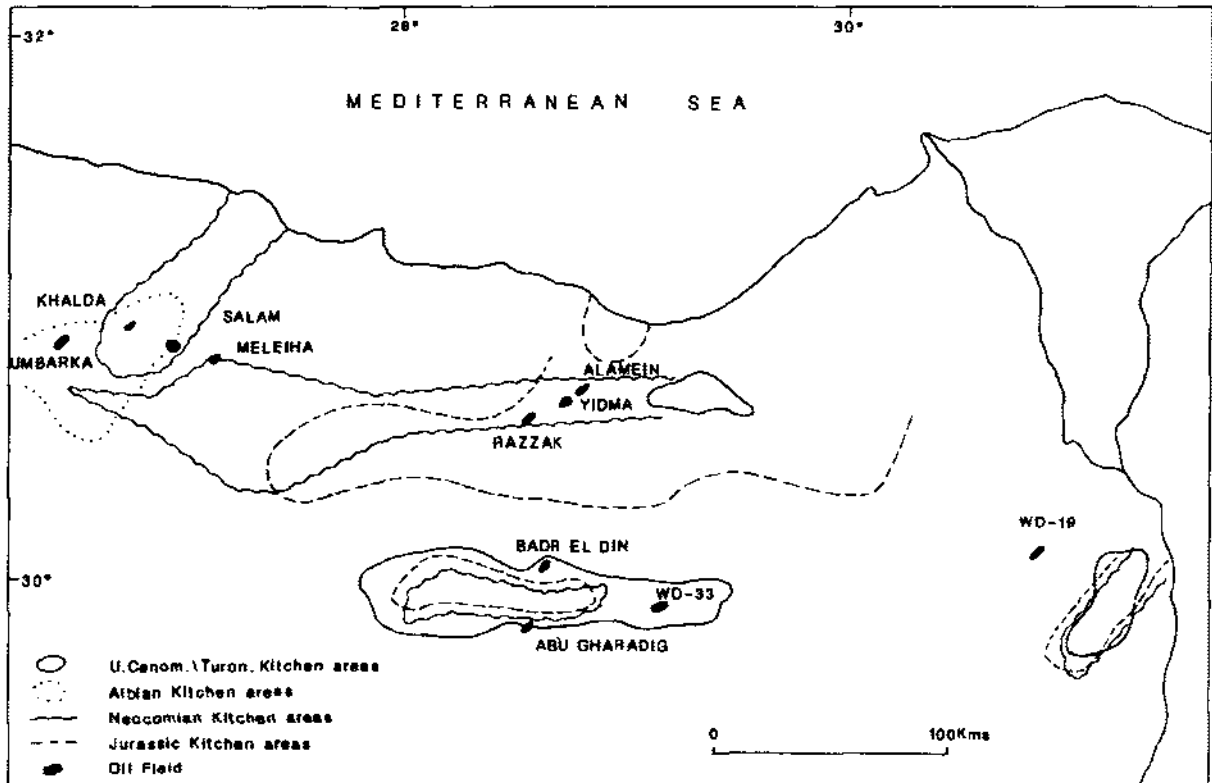 28°
30°
32°
MEDITERRANEAN SEA
KHALDA
SALAM
UMBARKA
MELEIHA
ALAMEIN
YIDMA
RAZZAK
WD-19
BADR EL DIN
30°
WD-33
ABU GHARADIG
U.Cenom.\Turon. Kitchen areas
Albian Kitchen areas
Neocomian Kitchen areas
Jurassic Kitchen areas
Oil Field
0
100Kms